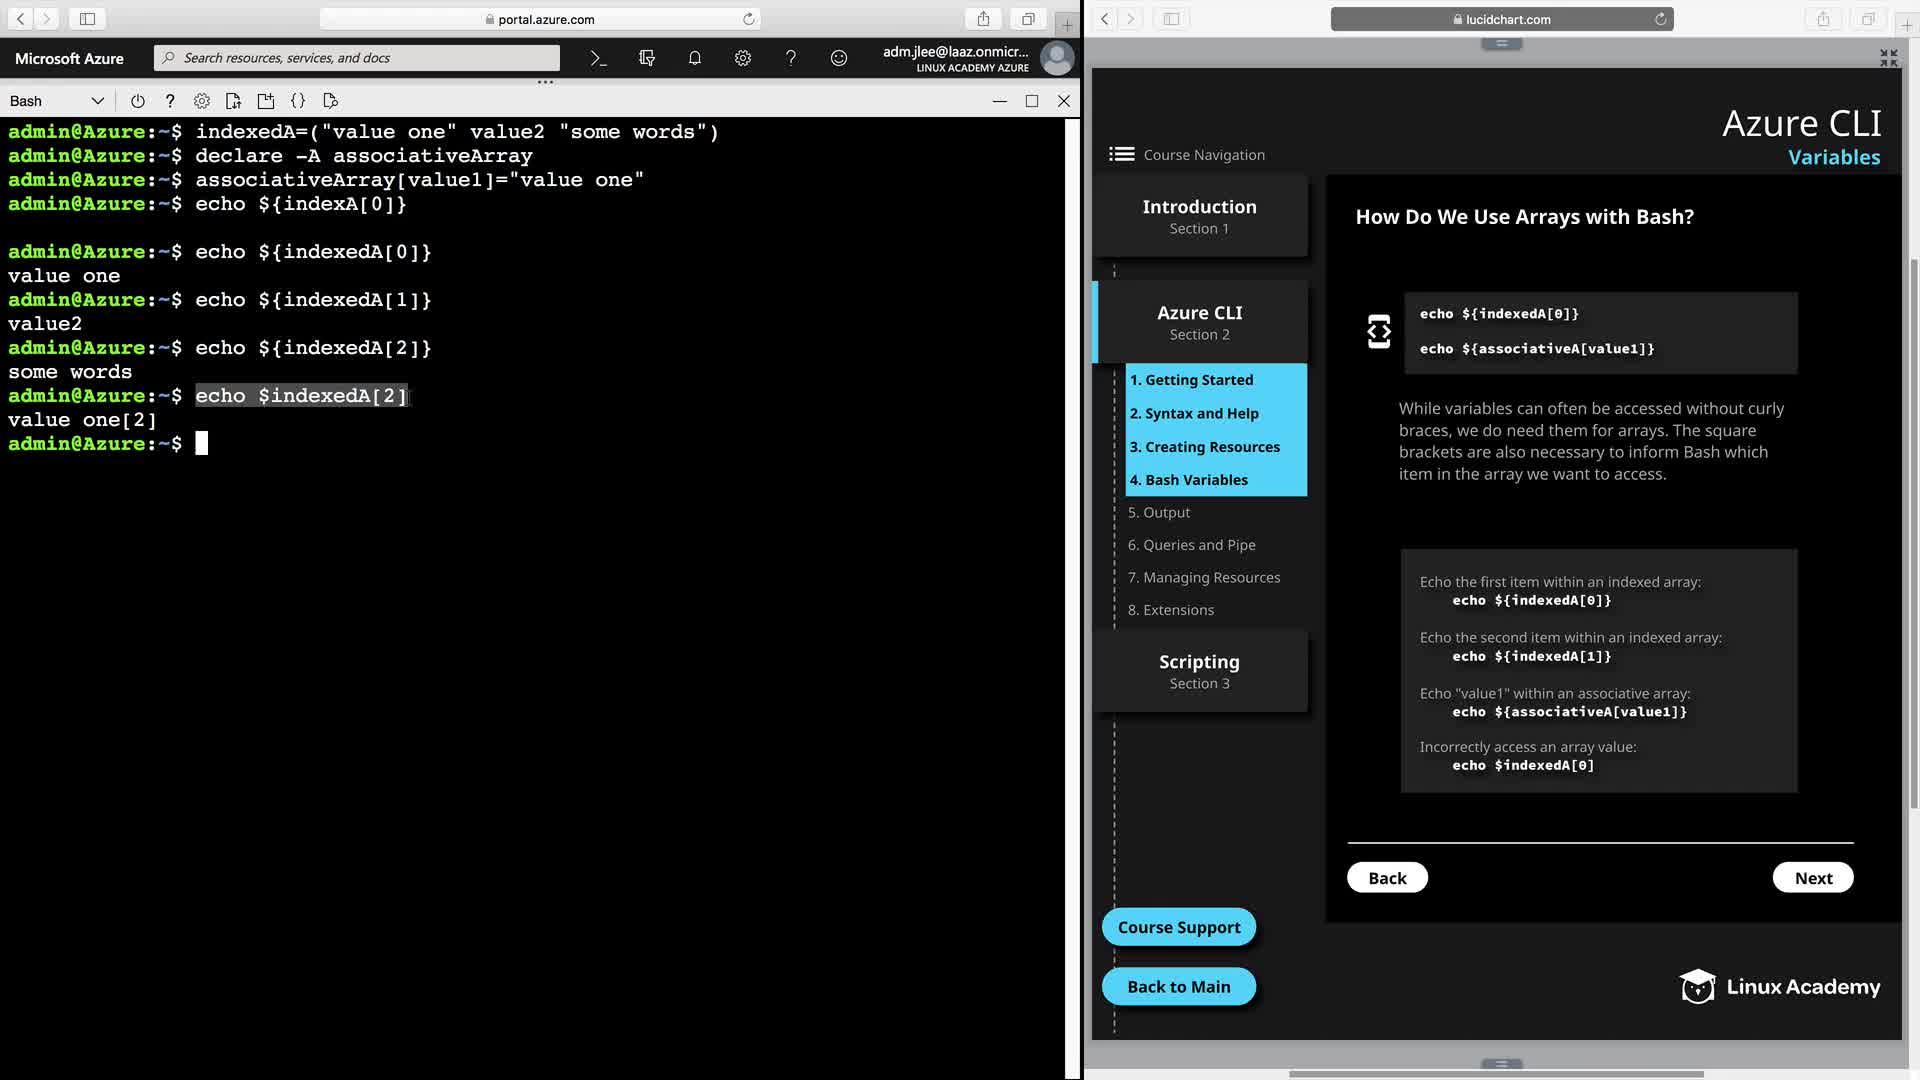 portal.azure.com
Microsoft Azure
Search resources, services, and docs
adm.jlee@laaz.onmicr...
LINUX ACADEMY AZURE
Bash
admin@Azure:~$ indexedA=("value one" value2 "some words")
admin@Azure:~$ declare -A associativeArray
admin@Azure:~$ associativeArray[value1]="value one"
admin@Azure:~$ echo ${indexA[0]}
admin@Azure:~$ echo ${indexedA[0]}
value one
admin@Azure:~$ echo ${indexedA[1]}
value2
admin@Azure:~$ echo ${indexedA[2]}
some words
admin@Azure:~$ echo $indexedA[2]
value one[2]
admin@Azure:~$
lucidchart.com
Azure CLI
Variables
Course Navigation
Introduction
Section 1
Azure CLI
Section 2
1. Getting Started
2. Syntax and Help
3. Creating Resources
4. Bash Variables
5. Output
6. Queries and Pipe
7. Managing Resources
8. Extensions
Scripting
Section 3
Course Support
Back to Main
How Do We Use Arrays with Bash?
echo ${indexedA[0]}
echo ${associativeA[value1]}
While variables can often be accessed without curly
braces, we do need them for arrays. The square
brackets are also necessary to inform Bash which
item in the array we want to access.
Echo the first item within an indexed array:
echo ${indexedA[0]}
Echo the second item within an indexed array:
echo ${indexedA[1]}
Echo "value1" within an associative array:
echo ${associativeA[value1]}
Incorrectly access an array value:
echo $indexedA[0]
Back
Next
Linux Academy